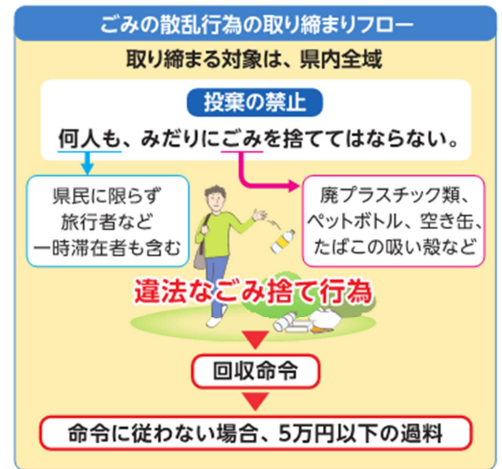 ごみの散乱行為の取り締まりフロー
取り締まる対象は、県内全域
投棄の禁止
何人も、みだりにごみを捨ててはならない。
県民に限らず
旅行者など
一時滞在者も含む
廃プラスチック類、
ペットボトル、空き缶、
たばこの吸い殻など
違法なごみ捨て行為
回収命令
命令に従わない場合、5万円以下の過料